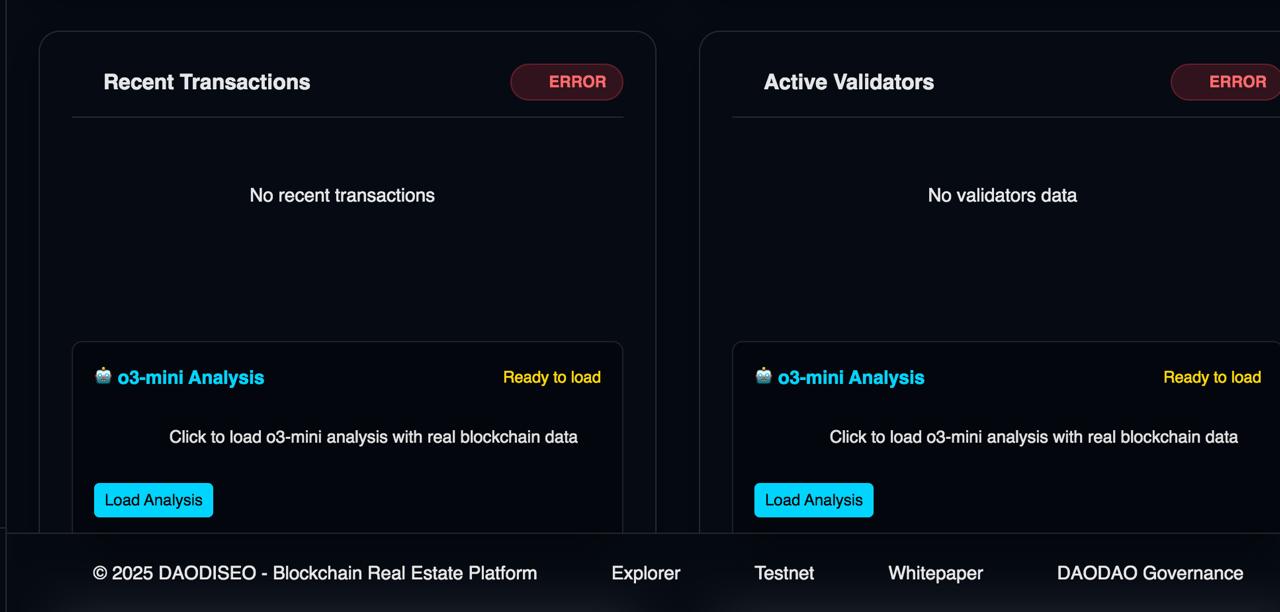 Recent Transactions
ERROR
No recent transactions
🤖 o3-mini Analysis
Ready to load
Click to load o3-mini analysis with real blockchain data
Load Analysis
Active Validators
ERROR
No validators data
🤖 o3-mini Analysis
Ready to load
Click to load o3-mini analysis with real blockchain data
Load Analysis
© 2025 DAODISEO - Blockchain Real Estate Platform
Explorer
Testnet
Whitepaper
DAODAO Governance